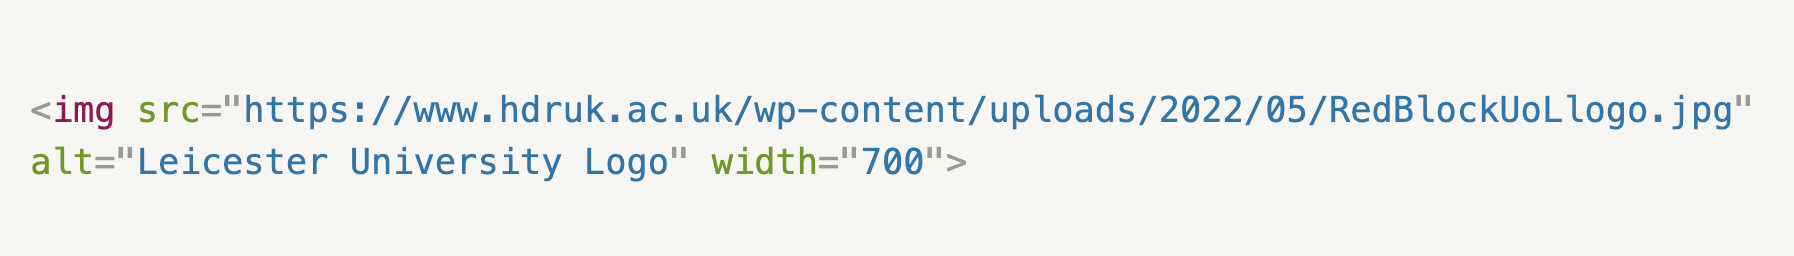 <img src="https://www.hdruk.ac.uk/wp-content/uploads/2022/05/RedBlockUoLlogo.jpg"
alt="Leicester University Logo" width="700">